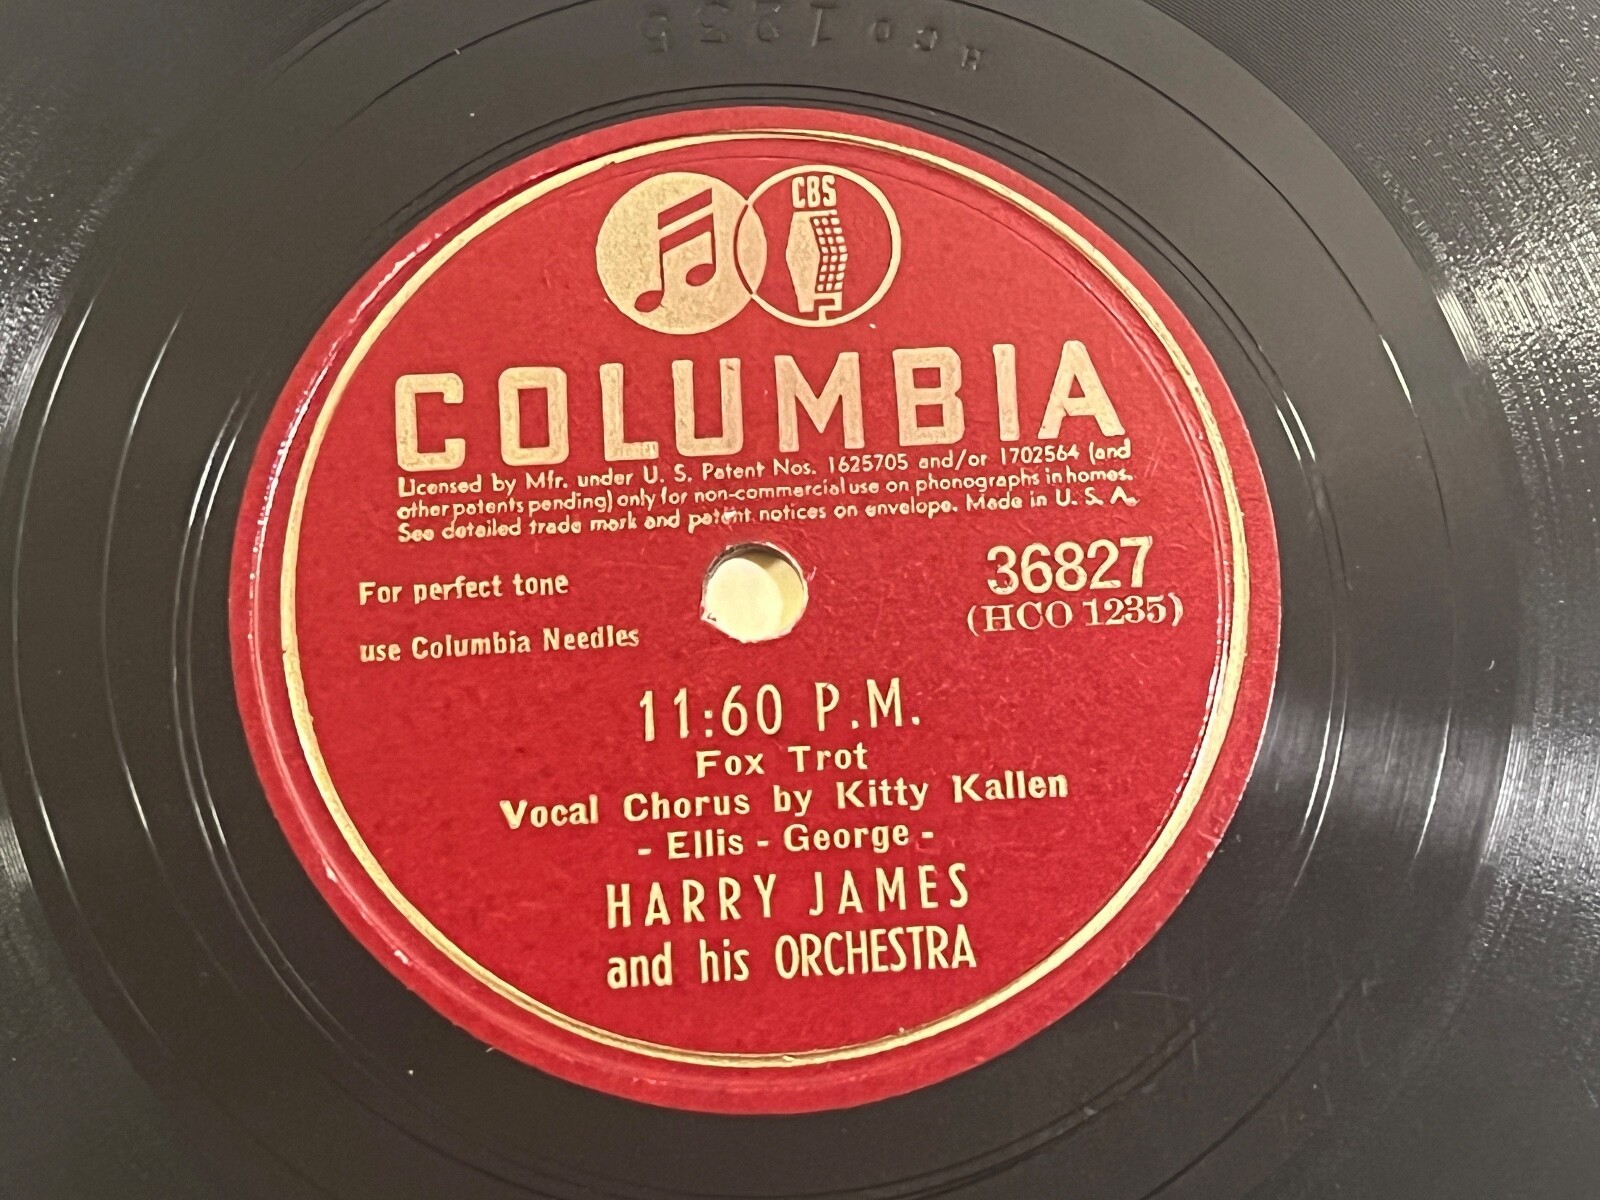 HCO 1235
CBS
COLUMBIA
Licensed by Mfr. under U. S. Patent Nos. 1625705 and/or 1702564 (and
other patents pending) only for non-commercial use on phonographs in homes.
See detailed trade mark and patent notices on envelope. Made in U. S. A.
36827
(HCO 1235)
For perfect tone
use Columbia Needles
11:60 P.M.
Fox Trot
Vocal Chorus by Kitty Kallen
- Ellis - George -
HARRY JAMES
and his ORCHESTRA